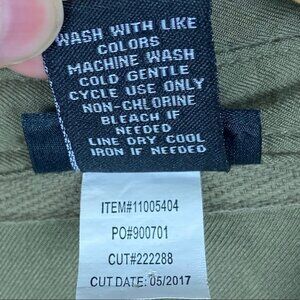 WASH WITH LIKE
COLORS
MACHINE WASH
COLD GENTLE
CYCLE USE ONLY
NON-CHLORINE
BLEACH IF
NEEDED
LINE DRY COOL
IRON IF NEEDED
ITEM#11005404
PO#900701
CUT#222288
CUT DATE: 05/2017